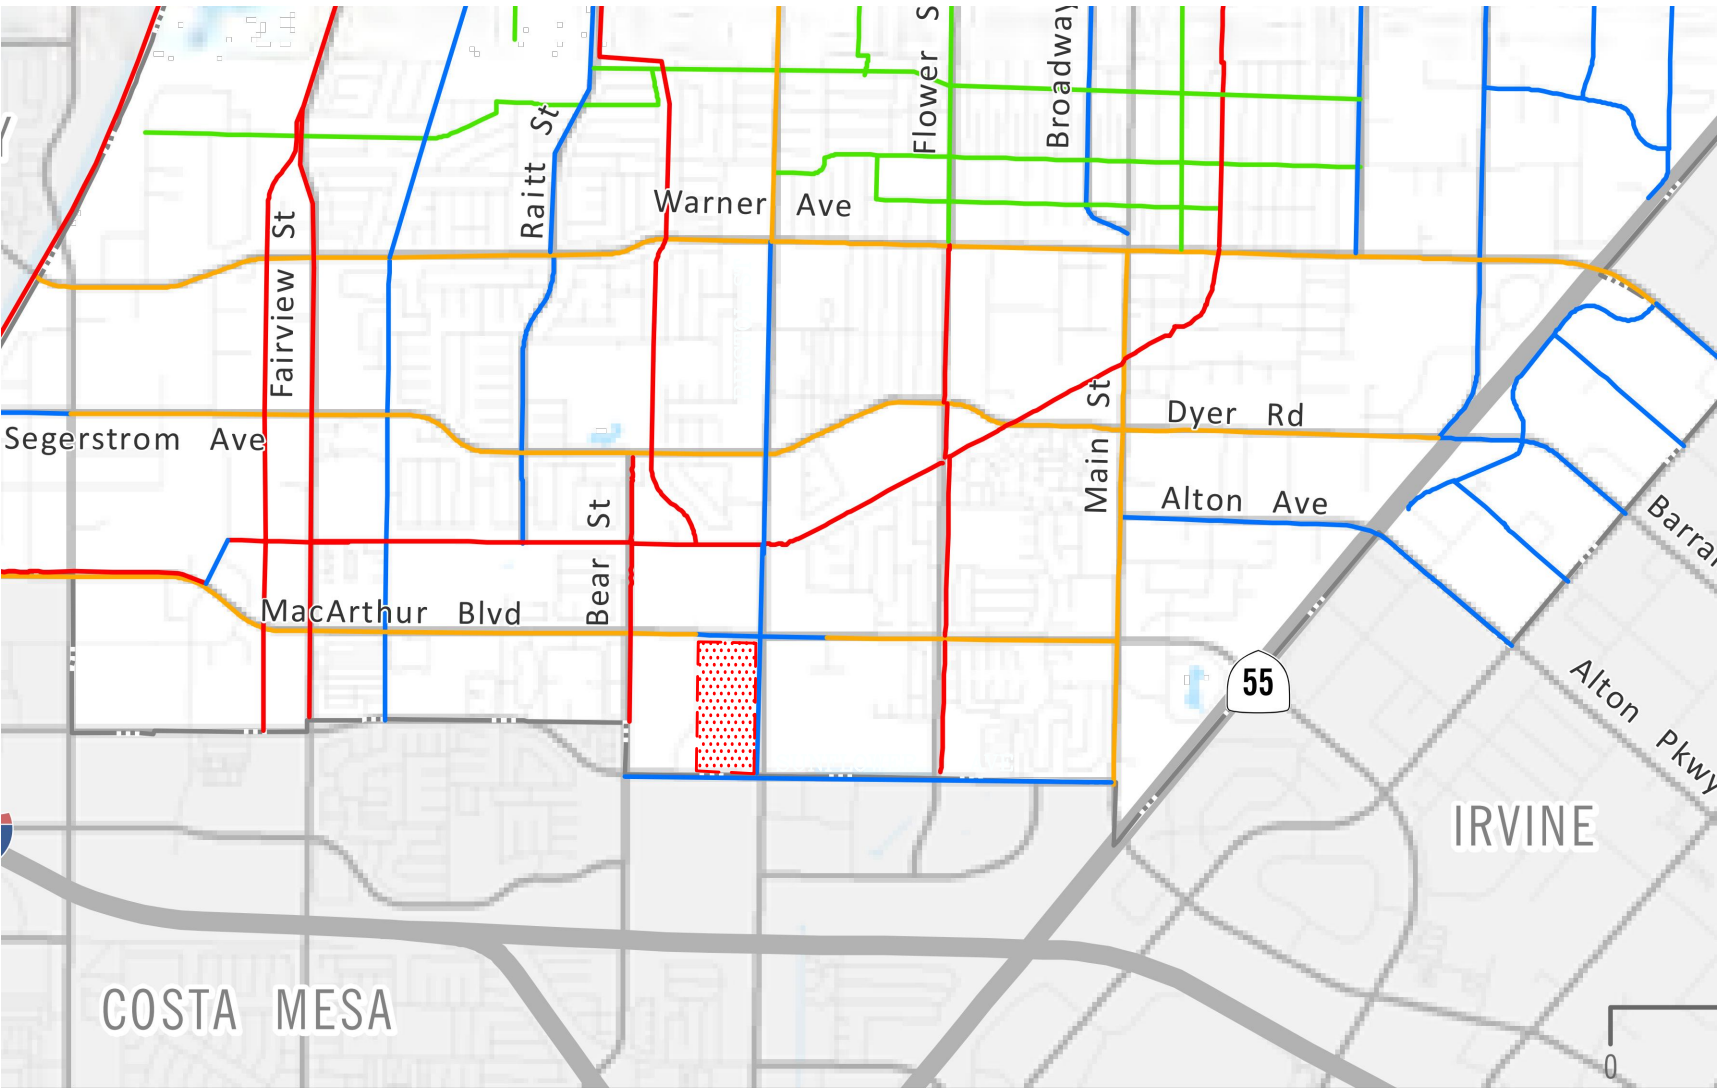 Flower S
Broadway
Raitt St
Warner Ave
Fairview St
Segerstrom Ave
Dyer Rd
Main St
Alton Ave
Bear St
MacArthur Blvd
Barra
55
Alton Pkwy
IRVINE
COSTA MESA
0